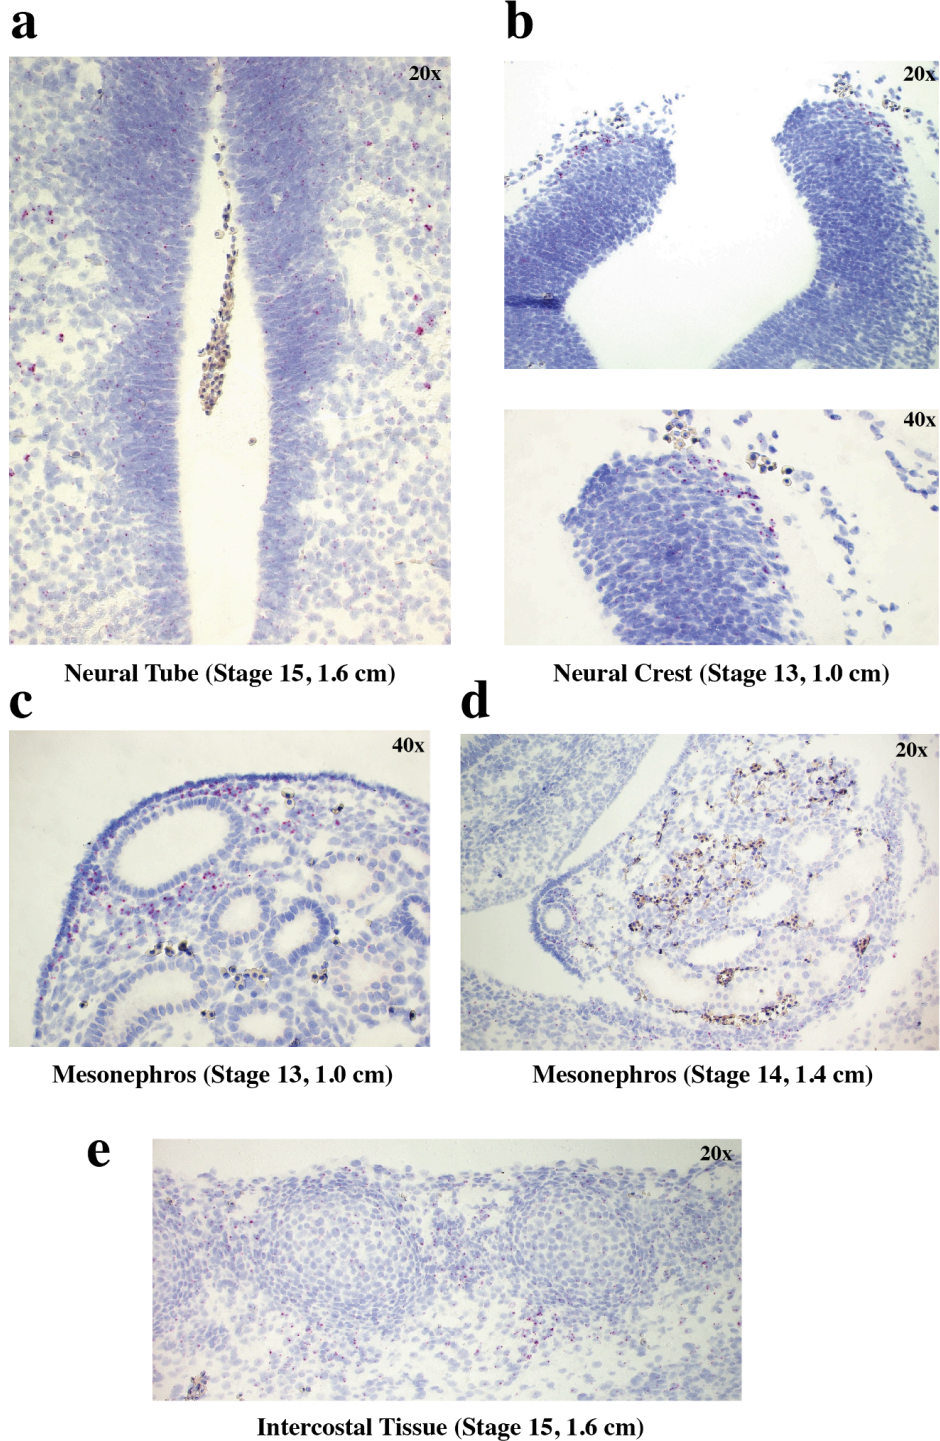 a
20x
Neural Tube (Stage 15, 1.6 cm)
b
20x
40x
Neural Crest (Stage 13, 1.0 cm)
c
40x
Mesonephros (Stage 13, 1.0 cm)
d
20x
Mesonephros (Stage 14, 1.4 cm)
e
20x
Intercostal Tissue (Stage 15, 1.6 cm)